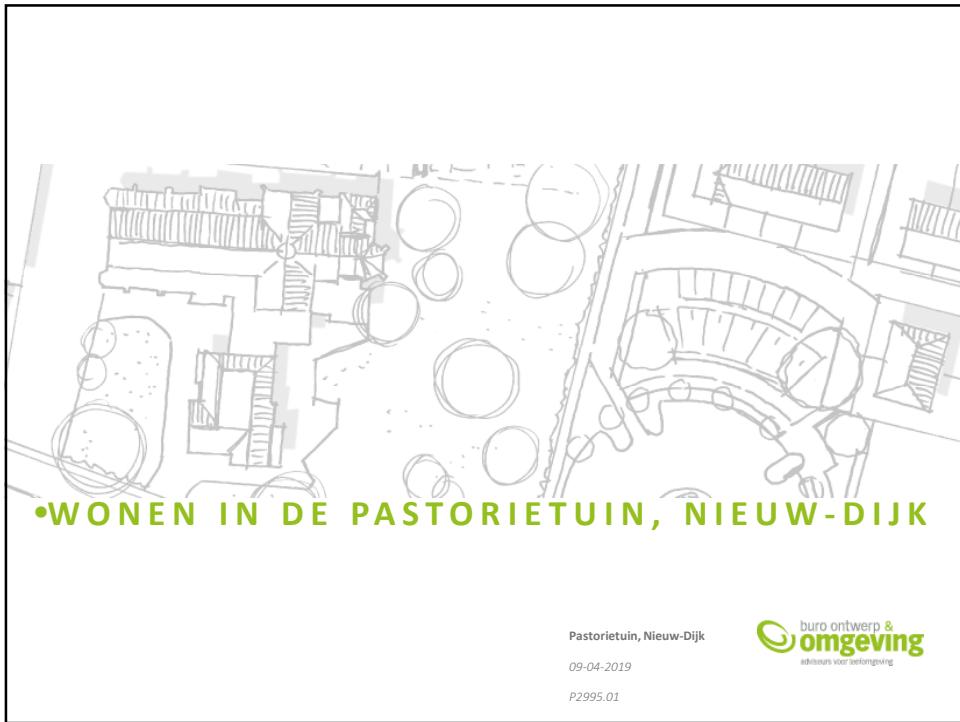 •WONEN IN DE PASTORIETUIN, NIEUW-DIJK
Pastorietuin, Nieuw-Dijk
09-04-2019
P2995.01
buro ontwerp &
omgeving
adviseurs voor leefomgeving